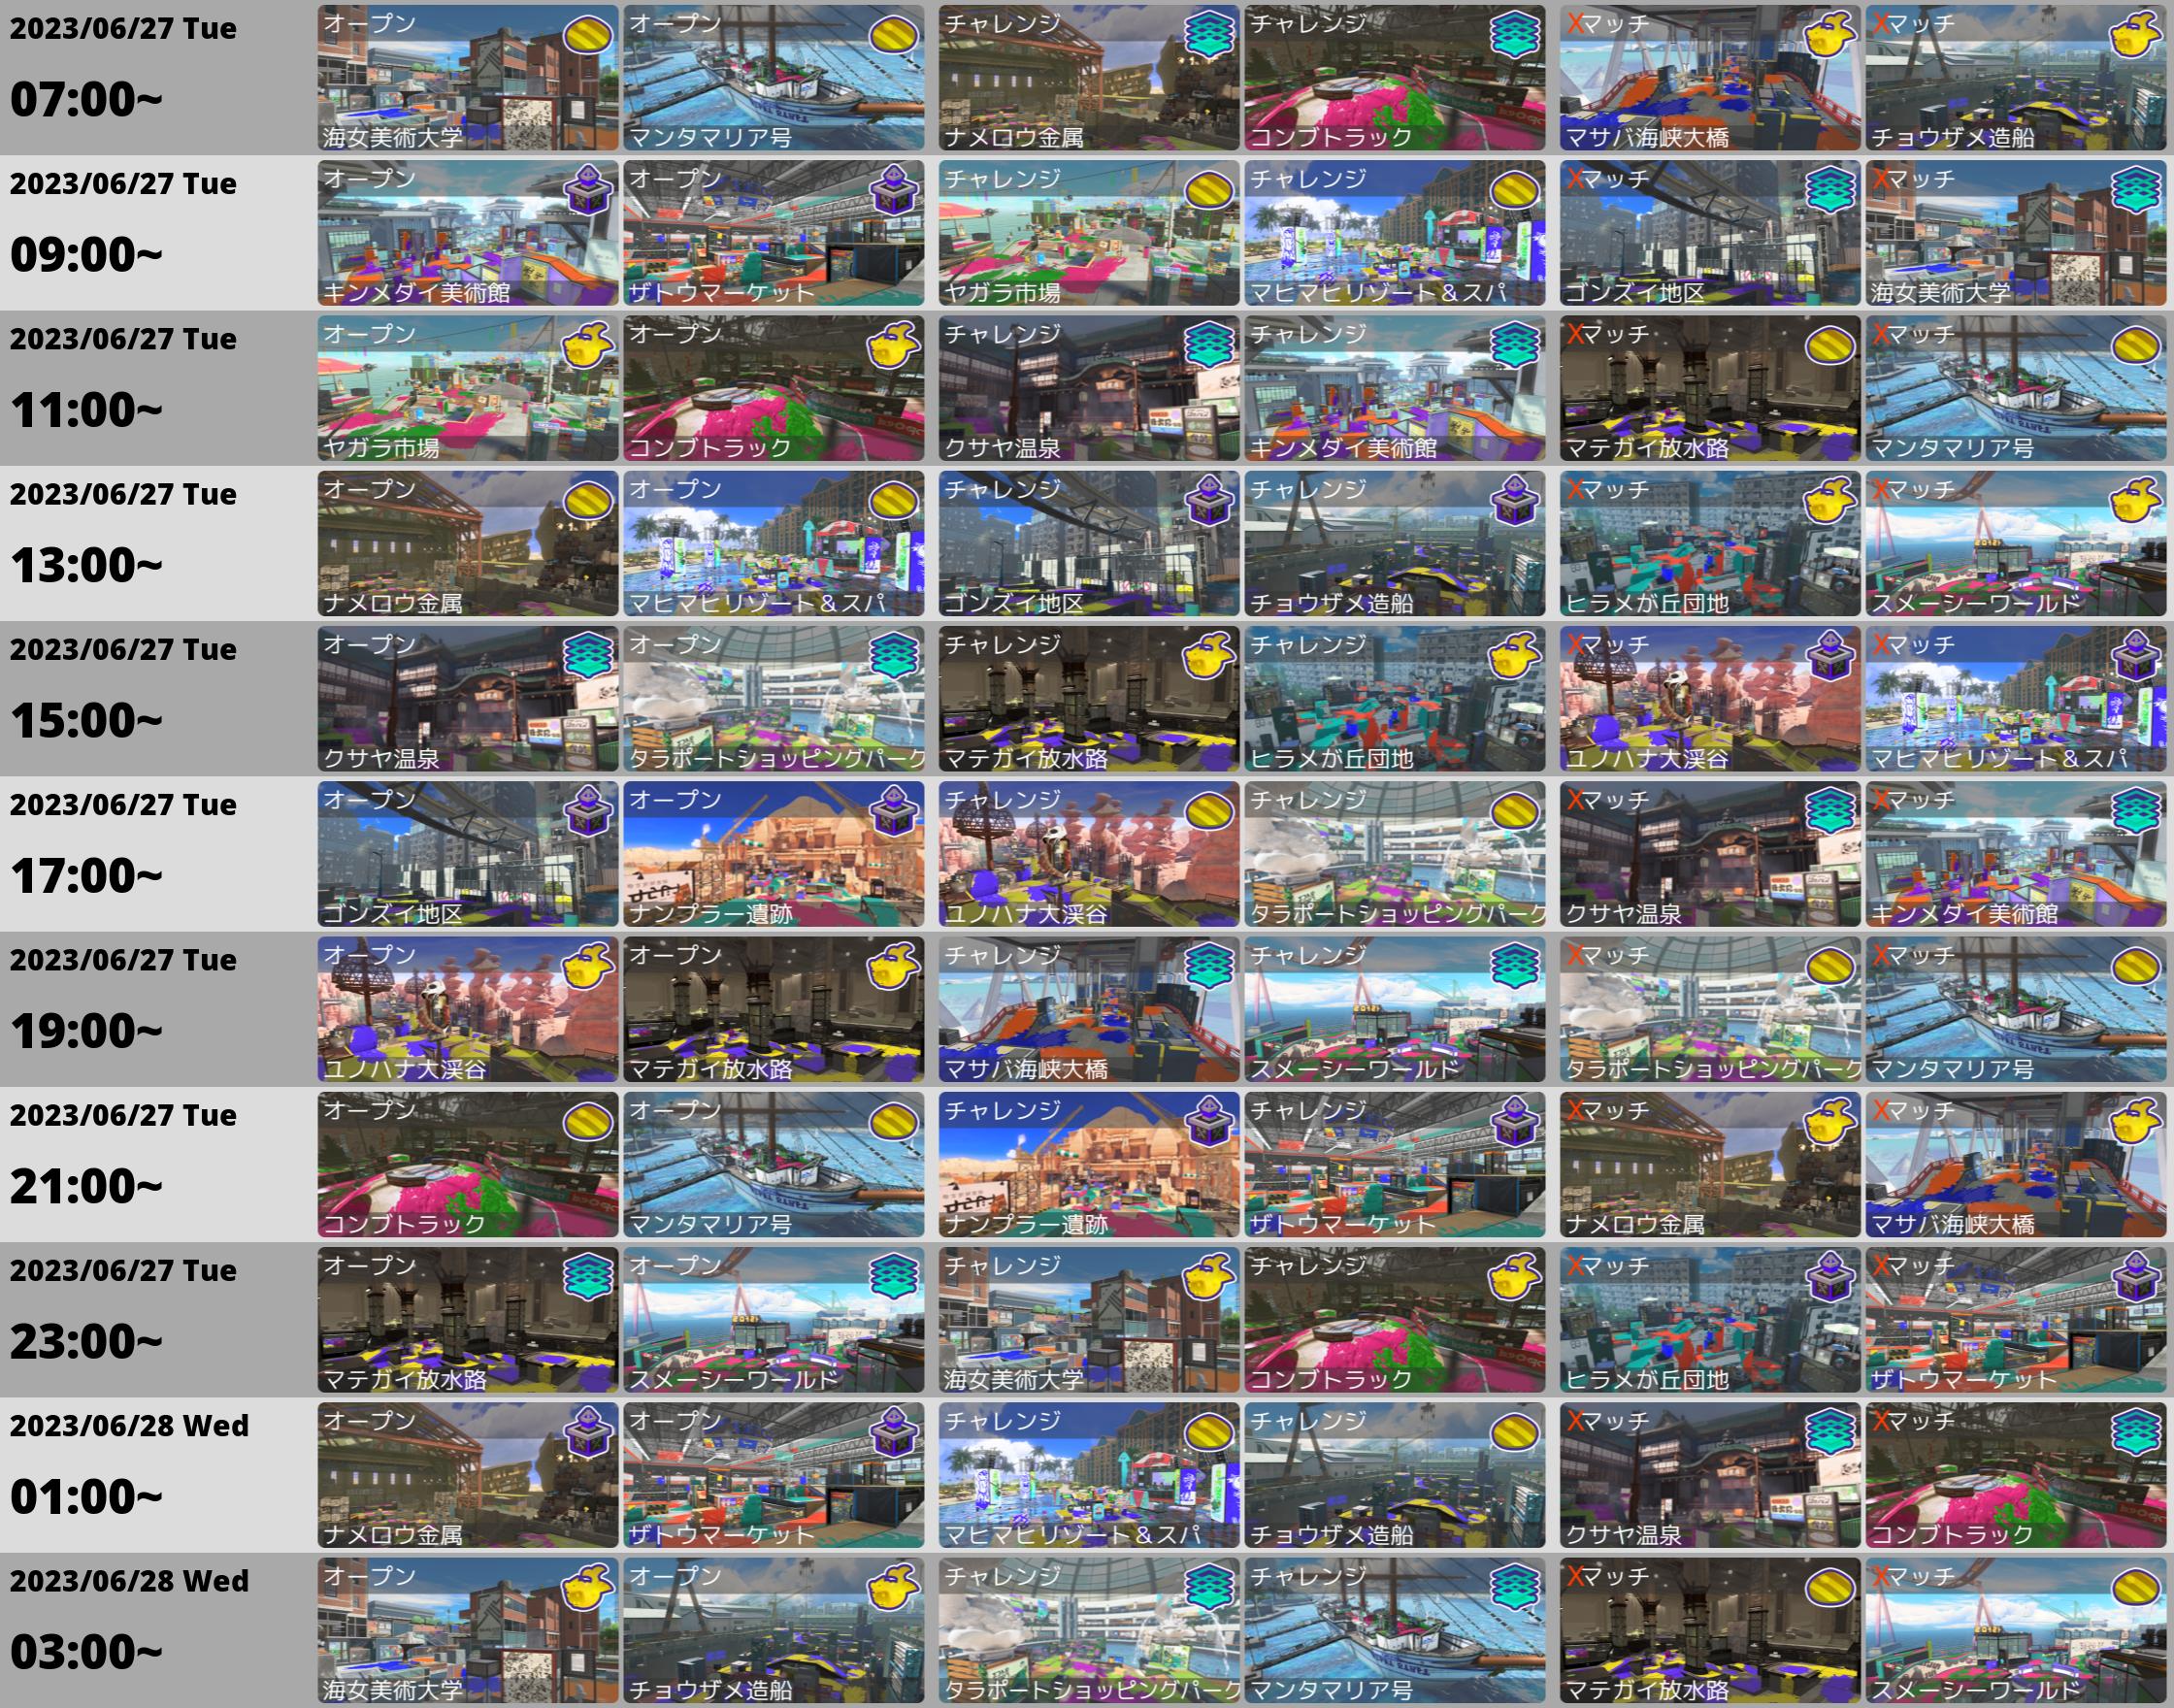 2023/06/27 Tue
07:00~
オープン
海女美術大学
オープン
マンタマリア号
チャレンジ
ナメロウ金属
チャレンジ
コンブトラック
Xマッチ
マサバ海峡大橋
Xマッチ
チョウザメ造船
2023/06/27 Tue
09:00~
オープン
キンメダイ美術館
オープン
ザトウマーケット
チャレンジ
ヤガラ市場
チャレンジ
マヒマヒリゾート＆スパ
Xマッチ
ゴンズイ地区
Xマッチ
海女美術大学
2023/06/27 Tue
11:00~
オープン
ヤガラ市場
オープン
コンブトラック
チャレンジ
クサヤ温泉
チャレンジ
キンメダイ美術館
Xマッチ
マテガイ放水路
Xマッチ
マンタマリア号
2023/06/27 Tue
13:00~
オープン
ナメロウ金属
オープン
マヒマヒリゾート＆スパ
チャレンジ
ゴンズイ地区
チャレンジ
チョウザメ造船
Xマッチ
ヒラメが丘団地
Xマッチ
スメーシーワールド
2023/06/27 Tue
15:00~
オープン
クサヤ温泉
オープン
タラポートショッピングパーク
チャレンジ
マテガイ放水路
チャレンジ
ヒラメが丘団地
Xマッチ
ユノハナ大渓谷
Xマッチ
マヒマヒリゾート＆スパ
2023/06/27 Tue
17:00~
オープン
ゴンズイ地区
オープン
ナンプラー遺跡
チャレンジ
ユノハナ大渓谷
チャレンジ
タラポートショッピングパーク
Xマッチ
クサヤ温泉
Xマッチ
キンメダイ美術館
2023/06/27 Tue
19:00~
オープン
ユノハナ大渓谷
オープン
マテガイ放水路
チャレンジ
マサバ海峡大橋
チャレンジ
スメーシーワールド
Xマッチ
タラポートショッピングパーク
Xマッチ
マンタマリア号
2023/06/27 Tue
21:00~
オープン
コンブトラック
オープン
マンタマリア号
チャレンジ
ナンプラー遺跡
チャレンジ
ザトウマーケット
Xマッチ
ナメロウ金属
Xマッチ
マサバ海峡大橋
2023/06/27 Tue
23:00~
オープン
マテガイ放水路
オープン
スメーシーワールド
チャレンジ
海女美術大学
チャレンジ
コンブトラック
Xマッチ
ヒラメが丘団地
Xマッチ
ザトウマーケット
2023/06/28 Wed
01:00~
オープン
ナメロウ金属
オープン
ザトウマーケット
チャレンジ
マヒマヒリゾート＆スパ
チャレンジ
チョウザメ造船
Xマッチ
クサヤ温泉
Xマッチ
コンブトラック
2023/06/28 Wed
03:00~
オープン
海女美術大学
オープン
チョウザメ造船
チャレンジ
タラポートショッピングパーク
チャレンジ
マンタマリア号
Xマッチ
マテガイ放水路
Xマッチ
スメーシーワールド